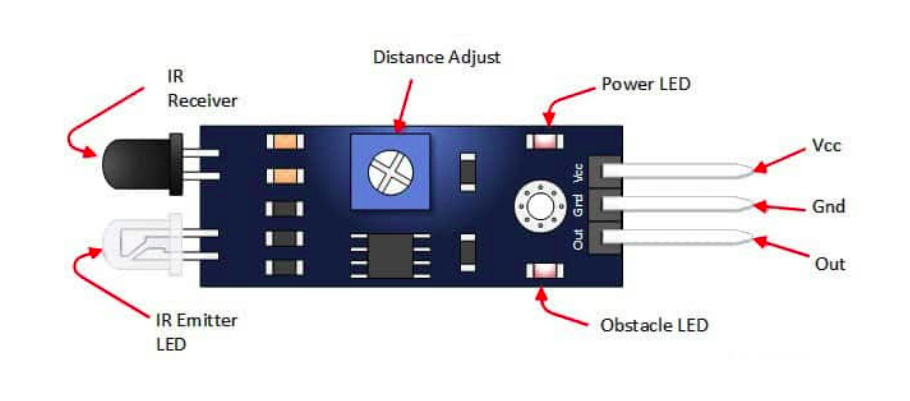 Distance Adjust
IR
Receiver
Power LED
Vcc
Gnd
Out
Vcc
Gnd
Out
IR Emitter
LED
Obstacle LED